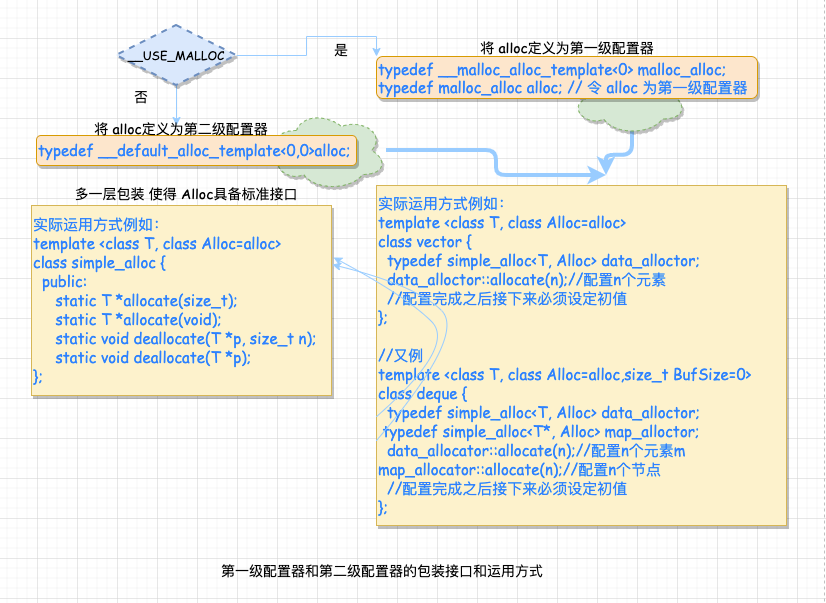 __USE_MALLOC
是
否
将 alloc定义为第一级配置器
typedef __malloc_alloc_template<0> malloc_alloc;
typedef malloc_alloc alloc; // 令 alloc 为第一级配置器
将 alloc定义为第二级配置器
typedef __default_alloc_template<0,0>alloc;
多一层包装 使得 Alloc具备标准接口
实际运用方式例如：
template <class T, class Alloc=alloc>
class simple_alloc {
public:
static T *allocate(size_t);
static T *allocate(void);
static void deallocate(T *p, size_t n);
static void deallocate(T *p);
};
实际运用方式例如：
template <class T, class Alloc=alloc>
class vector {
typedef simple_alloc<T, Alloc> data_alloctor;
data_alloctor::allocate(n);//配置n个元素
//配置完成之后接下来必须设定初值
};
//又例
template <class T, class Alloc=alloc,size_t BufSize=0>
class deque {
typedef simple_alloc<T, Alloc> data_alloctor;
typedef simple_alloc<T*, Alloc> map_alloctor;
data_allocator::allocate(n);//配置n个元素m
map_allocator::allocate(n);//配置n个节点
//配置完成之后接下来必须设定初值
};
第一级配置器和第二级配置器的包装接口和运用方式